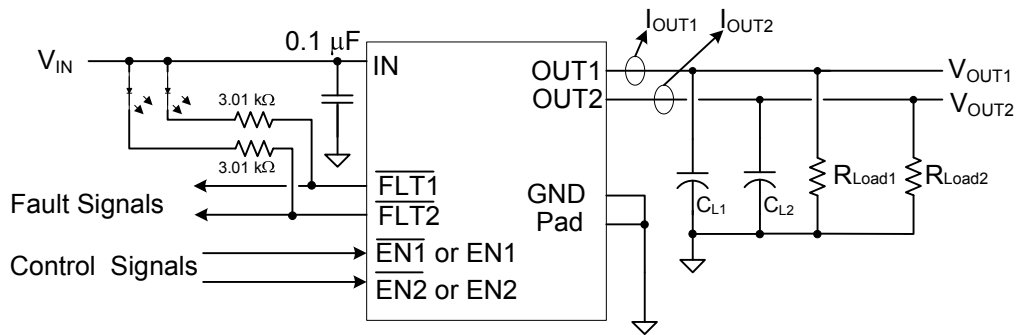 I_OUT1 I_OUT2
0.1 μF
V_IN
IN
OUT1
V_OUT1
OUT2
V_OUT2
3.01 kΩ
3.01 kΩ
FLT1
Fault Signals
FLT2
GND
Pad
C_L1
C_L2
R_Load1
R_Load2
EN1 or EN1
Control Signals
EN2 or EN2